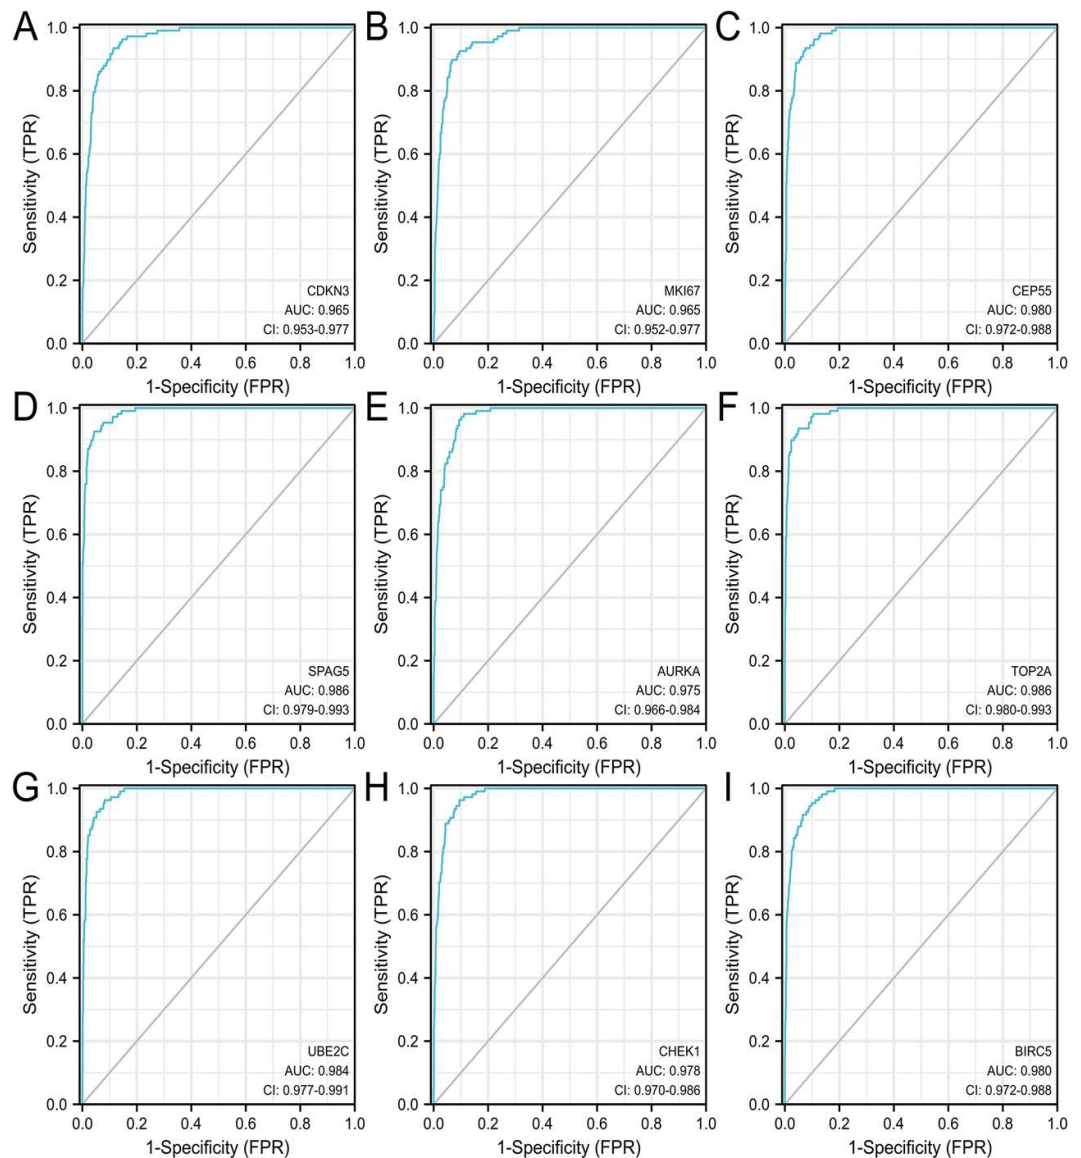 A
1.0
0.8
0.6
0.4
0.2
0.0
Sensitivity (TPR)
CDKN3
AUC: 0.965
CI: 0.953-0.977
0.0 0.2 0.4 0.6 0.8 1.0
1-Specificity (FPR)
B
1.0
0.8
0.6
0.4
0.2
0.0
Sensitivity (TPR)
MKI67
AUC: 0.965
CI: 0.952-0.977
0.0 0.2 0.4 0.6 0.8 1.0
1-Specificity (FPR)
C
1.0
0.8
0.6
0.4
0.2
0.0
Sensitivity (TPR)
CEP55
AUC: 0.980
CI: 0.972-0.988
0.0 0.2 0.4 0.6 0.8 1.0
1-Specificity (FPR)
D
1.0
0.8
0.6
0.4
0.2
0.0
Sensitivity (TPR)
SPAG5
AUC: 0.986
CI: 0.979-0.993
0.0 0.2 0.4 0.6 0.8 1.0
1-Specificity (FPR)
E
1.0
0.8
0.6
0.4
0.2
0.0
Sensitivity (TPR)
AURKA
AUC: 0.975
CI: 0.966-0.984
0.0 0.2 0.4 0.6 0.8 1.0
1-Specificity (FPR)
F
1.0
0.8
0.6
0.4
0.2
0.0
Sensitivity (TPR)
TOP2A
AUC: 0.986
CI: 0.980-0.993
0.0 0.2 0.4 0.6 0.8 1.0
1-Specificity (FPR)
G
1.0
0.8
0.6
0.4
0.2
0.0
Sensitivity (TPR)
UBE2C
AUC: 0.984
CI: 0.977-0.991
0.0 0.2 0.4 0.6 0.8 1.0
1-Specificity (FPR)
H
1.0
0.8
0.6
0.4
0.2
0.0
Sensitivity (TPR)
CHEK1
AUC: 0.978
CI: 0.970-0.986
0.0 0.2 0.4 0.6 0.8 1.0
1-Specificity (FPR)
I
1.0
0.8
0.6
0.4
0.2
0.0
Sensitivity (TPR)
BIRC5
AUC: 0.980
CI: 0.972-0.988
0.0 0.2 0.4 0.6 0.8 1.0
1-Specificity (FPR)